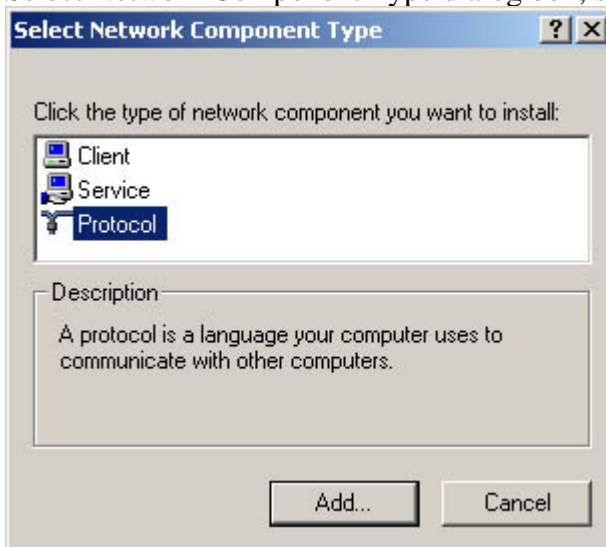 Select Network Component Type
Click the type of network component you want to install:
Client
Service
Protocol
Description
A protocol is a language your computer uses to
communicate with other computers.
Add...
Cancel